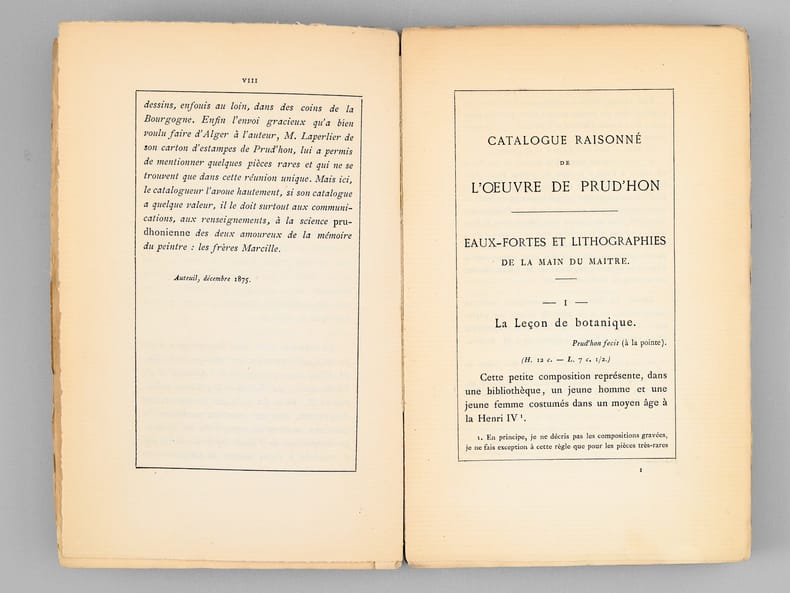 VIII
dessins, enfouis au loin, dans des coins de la
Bourgogne. Enfin l'envoi gracieux qu'a bien
voulu faire d'Alger à l'auteur, M. Laperlier de
son carton d'estampes de Prud'hon, lui a permis
de mentionner quelques pièces rares et qui ne se
trouvent que dans cette réunion unique. Mais ici,
le catalogueur l'avoue hautement, si son catalogue
a quelque valeur, il le doit surtout aux communi-
cations, aux renseignements, à la science pru-
dhonienne des deux amoureux de la mémoire
du peintre : les frères Marcille.
Auteuil, décembre 1875.
CATALOGUE RAISONNÉ
DE
L'OEUVRE DE PRUD'HON
EAUX-FORTES ET LITHOGRAPHIES
DE LA MAIN DU MAITRE.
— I —
La Leçon de botanique.
Prud'hon fecit (à la pointe).
(H. 12 c. — L. 7 c. 1/2.)
Cette petite composition représente, dans
une bibliothèque, un jeune homme et une
jeune femme costumés dans un moyen âge à
la Henri IV ¹.
1. En principe, je ne décris pas les compositions gravées,
je ne fais exception à cette règle que pour les pièces très-rares
1